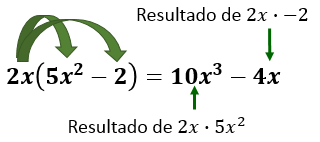 Resultado de 2x · −2
2x(5x² − 2) = 10x³ − 4x
Resultado de 2x · 5x²